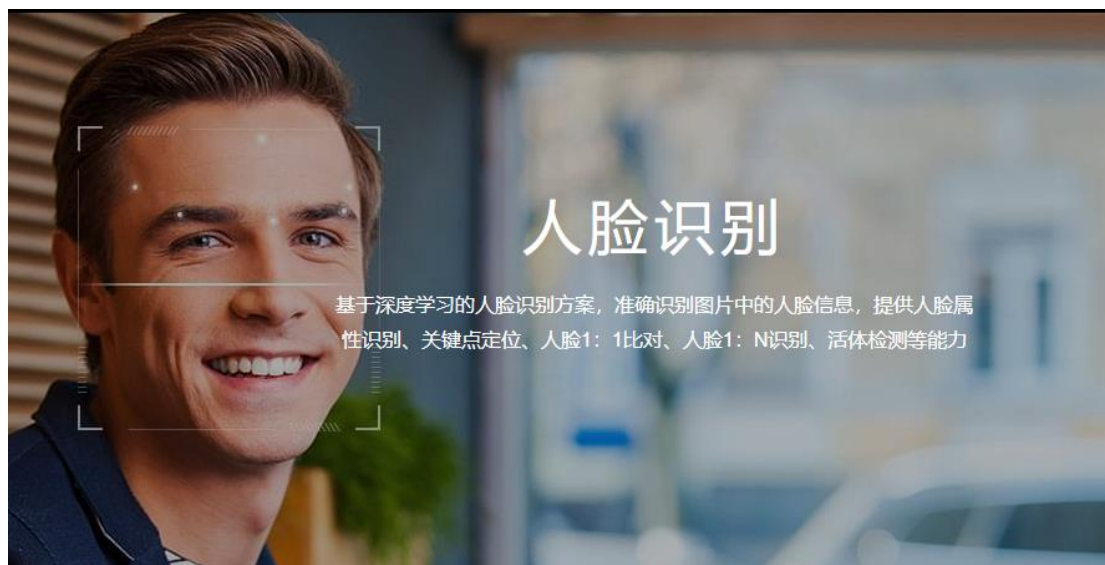 人脸识别
基于深度学习的人脸识别方案，准确识别图片中的人脸信息，提供人脸属
性识别、关键点定位、人脸1：1比对、人脸1：N识别、活体检测等能力